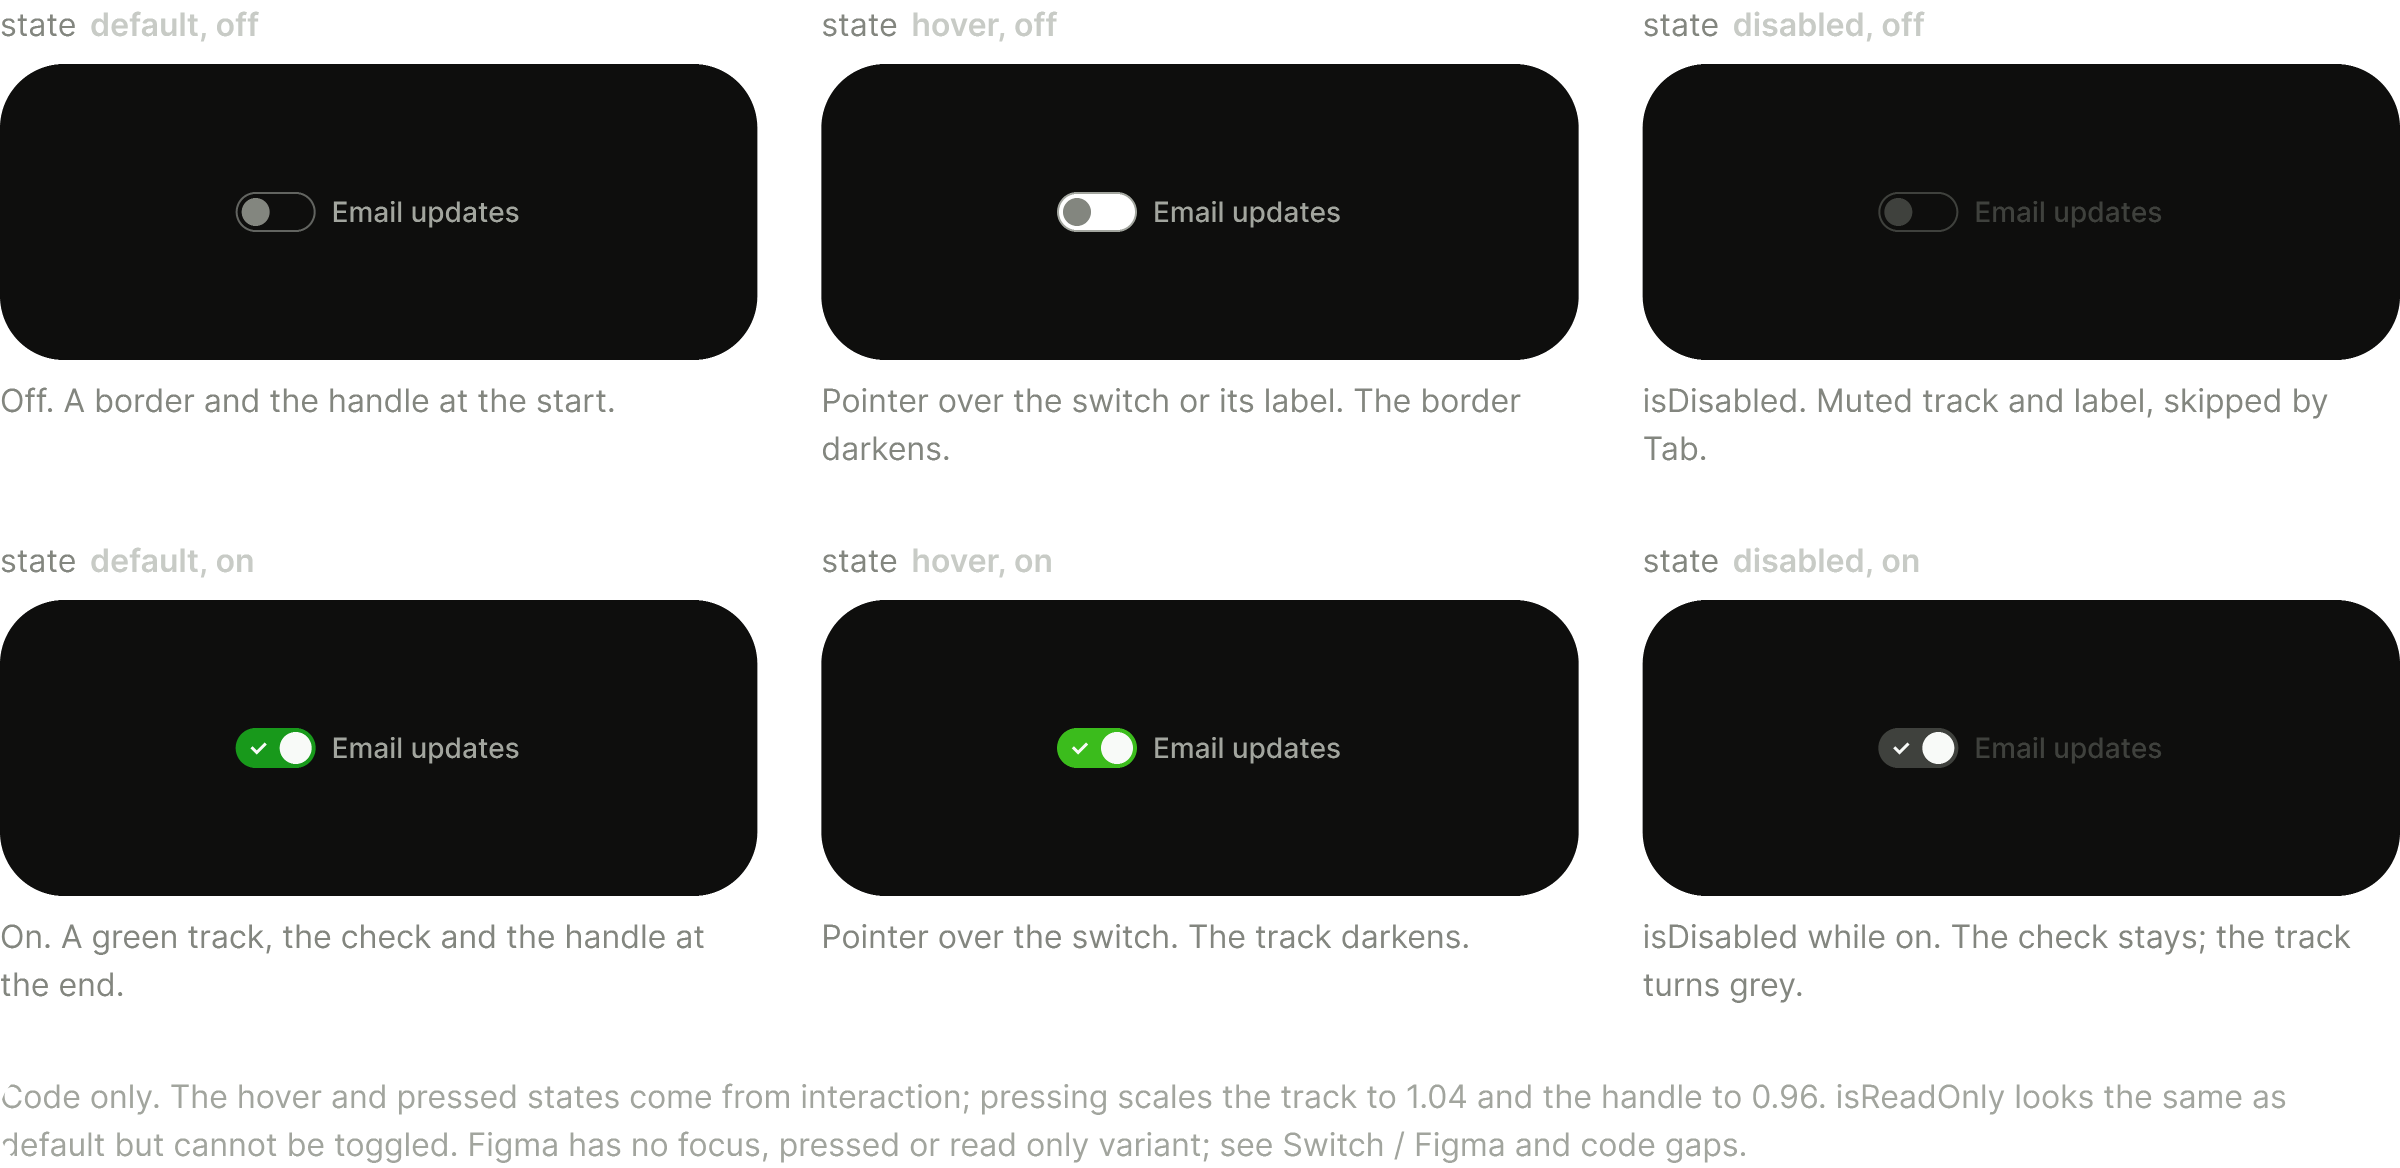 state default, off
state hover, off
state disabled, off
Email updates
Email updates
Email updates
Off. A border and the handle at the start.
Pointer over the switch or its label. The border
darkens.
isDisabled. Muted track and label, skipped by
Tab.
state default, on
state hover, on
state disabled, on
Email updates
Email updates
Email updates
On. A green track, the check and the handle at
the end.
Pointer over the switch. The track darkens.
isDisabled while on. The check stays; the track
turns grey.
Code only. The hover and pressed states come from interaction; pressing scales the track to 1.04 and the handle to 0.96. isReadOnly looks the same as
default but cannot be toggled. Figma has no focus, pressed or read only variant; see Switch / Figma and code gaps.